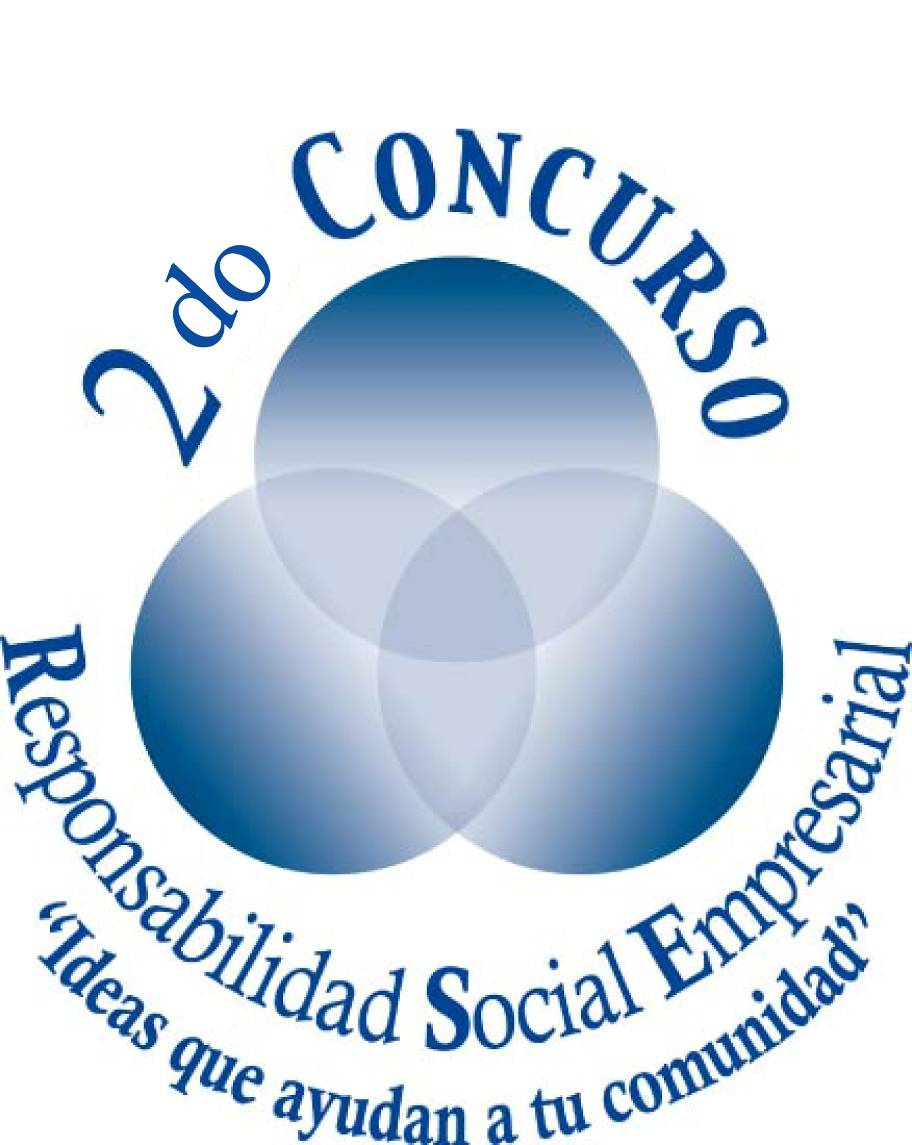 2do CONCURSO
Responsabilidad Social Empresarial
“Ideas que ayudan a tu comunidad”